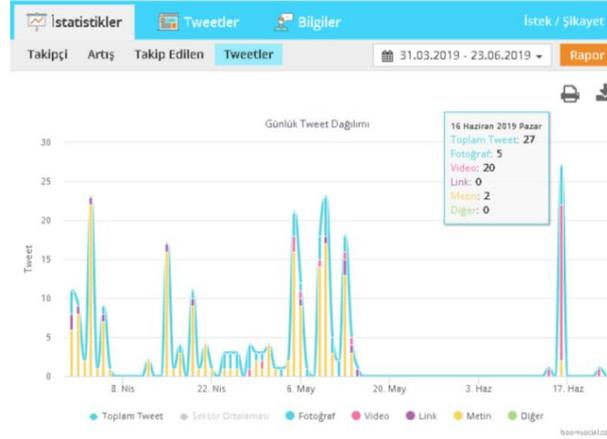 İstatistikler Tweetler Bilgiler İstek / Şikayet
Takipçi Artış Takip Edilen Tweetler 31.03.2019 - 23.06.2019 Rapor
Günlük Tweet Dağılımı
16 Haziran 2019 Pazar
Toplam Tweet: 27
Fotoğraf: 5
Video: 20
Link: 0
Metin: 2
Diğer: 0
Tweet
30
25
20
15
10
5
0
8. Nis 22. Nis 6. May 20. May 3. Haz 17. Haz
Toplam Tweet Sektör Ortalaması Fotoğraf Video Link Metin Diğer
boomsocial.co